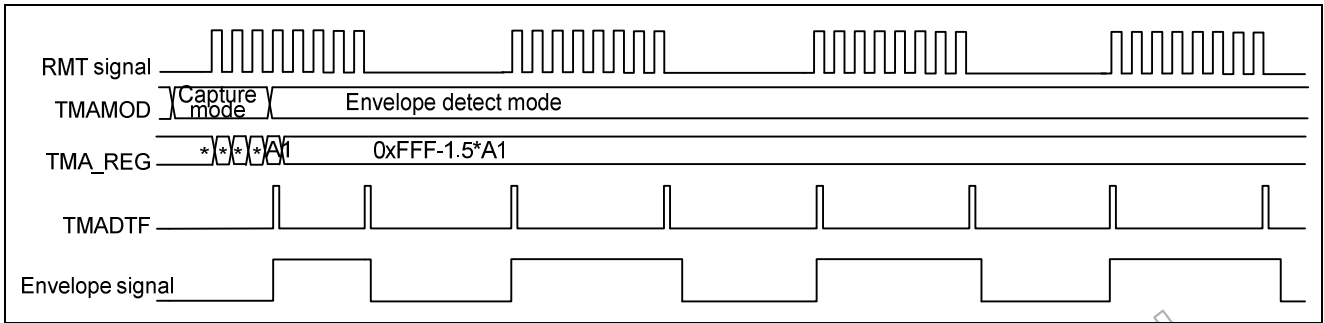 RMT signal
TMAMOD
Capture
mode
Envelope detect mode
TMA_REG
* * * * A1
0xFFF-1.5*A1
TMADTF
Envelope signal